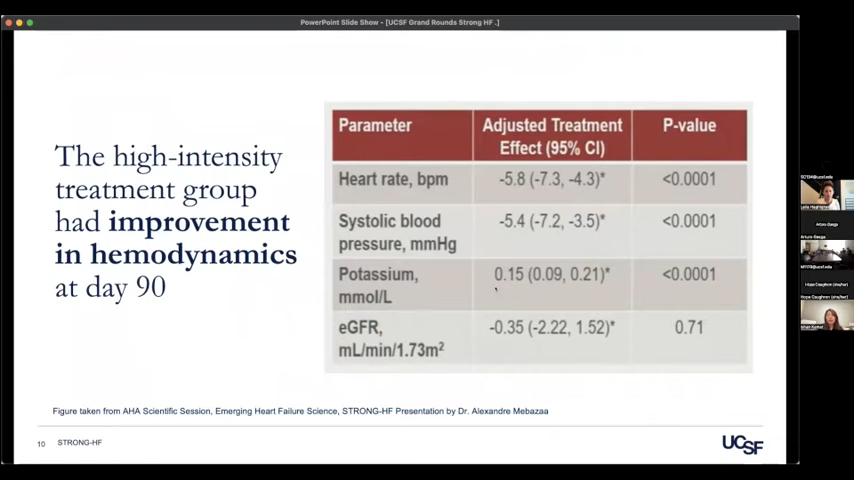 PowerPoint Slide Show - [UCSF Grand Rounds Strong HF .]
The high-intensity
treatment group
had improvement
in hemodynamics
at day 90
Parameter Adjusted Treatment Effect (95% CI) P-value
Heart rate, bpm -5.8 (-7.3, -4.3)* <0.0001
Systolic blood pressure, mmHg -5.4 (-7.2, -3.5)* <0.0001
Potassium, mmol/L 0.15 (0.09, 0.21)* <0.0001
eGFR, mL/min/1.73m² -0.35 (-2.22, 1.52)* 0.71
Figure taken from AHA Scientific Session, Emerging Heart Failure Science, STRONG-HF Presentation by Dr. Alexandre Mebazaa
10 STRONG-HF
UCSF